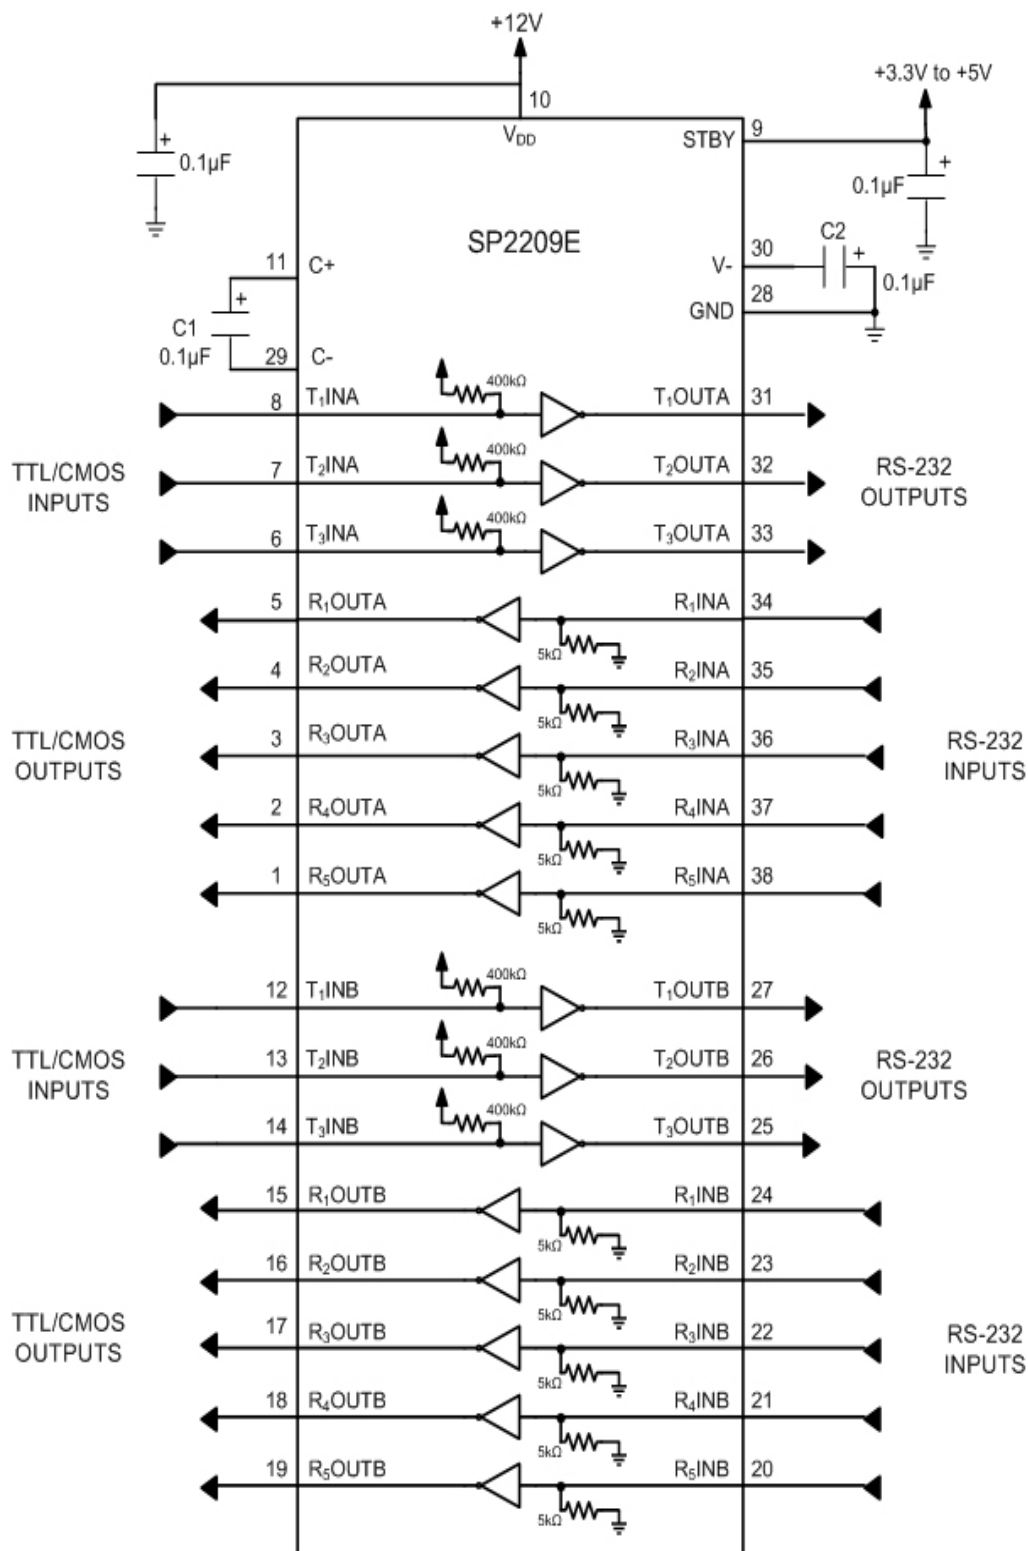 +12V
+3.3V to +5V
10
VDD
STBY
9
+
0.1µF
+
0.1µF
SP2209E
C2
30
V-
+
0.1µF
28
GND
11
C+
+
C1
0.1µF
29
C-
400kΩ
8
T1INA
T1OUTA
31
400kΩ
7
T2INA
T2OUTA
32
TTL/CMOS
INPUTS
RS-232
OUTPUTS
400kΩ
6
T3INA
T3OUTA
33
5
R1OUTA
R1INA
34
5kΩ
4
R2OUTA
R2INA
35
5kΩ
3
R3OUTA
R3INA
36
TTL/CMOS
OUTPUTS
RS-232
INPUTS
5kΩ
2
R4OUTA
R4INA
37
5kΩ
1
R5OUTA
R5INA
38
5kΩ
400kΩ
12
T1INB
T1OUTB
27
400kΩ
13
T2INB
T2OUTB
26
TTL/CMOS
INPUTS
RS-232
OUTPUTS
400kΩ
14
T3INB
T3OUTB
25
15
R1OUTB
R1INB
24
5kΩ
16
R2OUTB
R2INB
23
5kΩ
17
R3OUTB
R3INB
22
TTL/CMOS
OUTPUTS
RS-232
INPUTS
5kΩ
18
R4OUTB
R4INB
21
5kΩ
19
R5OUTB
R5INB
20
5kΩ